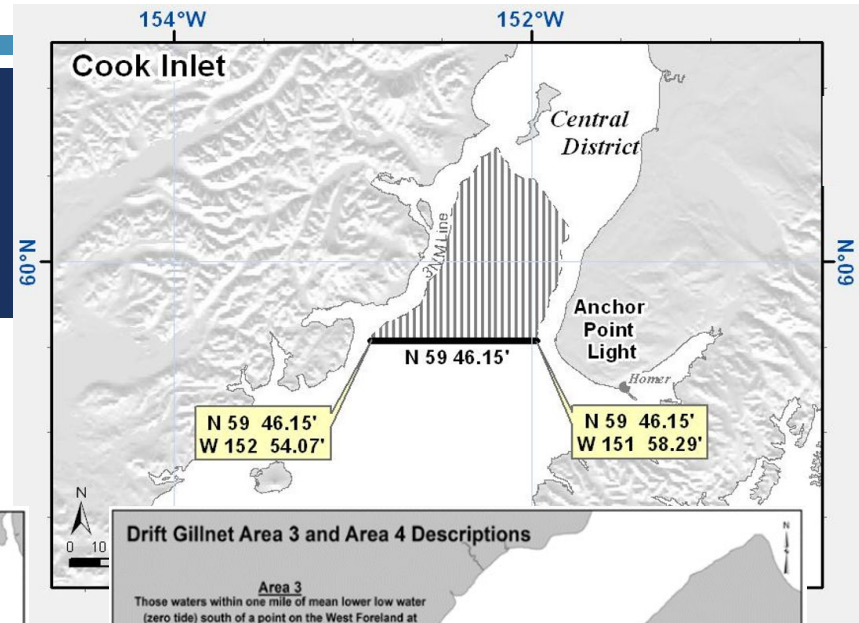 154°W
152°W
Cook Inlet
Central
District
3NM Line
60°N
60°N
Anchor
Point
Light
N 59 46.15'
Homer
N 59 46.15'
W 152 54.07'
N 59 46.15'
W 151 58.29'
N
0 10
Drift Gillnet Area 3 and Area 4 Descriptions
N
Area 3
Those waters within one mile of mean lower low water
(zero tide) south of a point on the West Foreland at